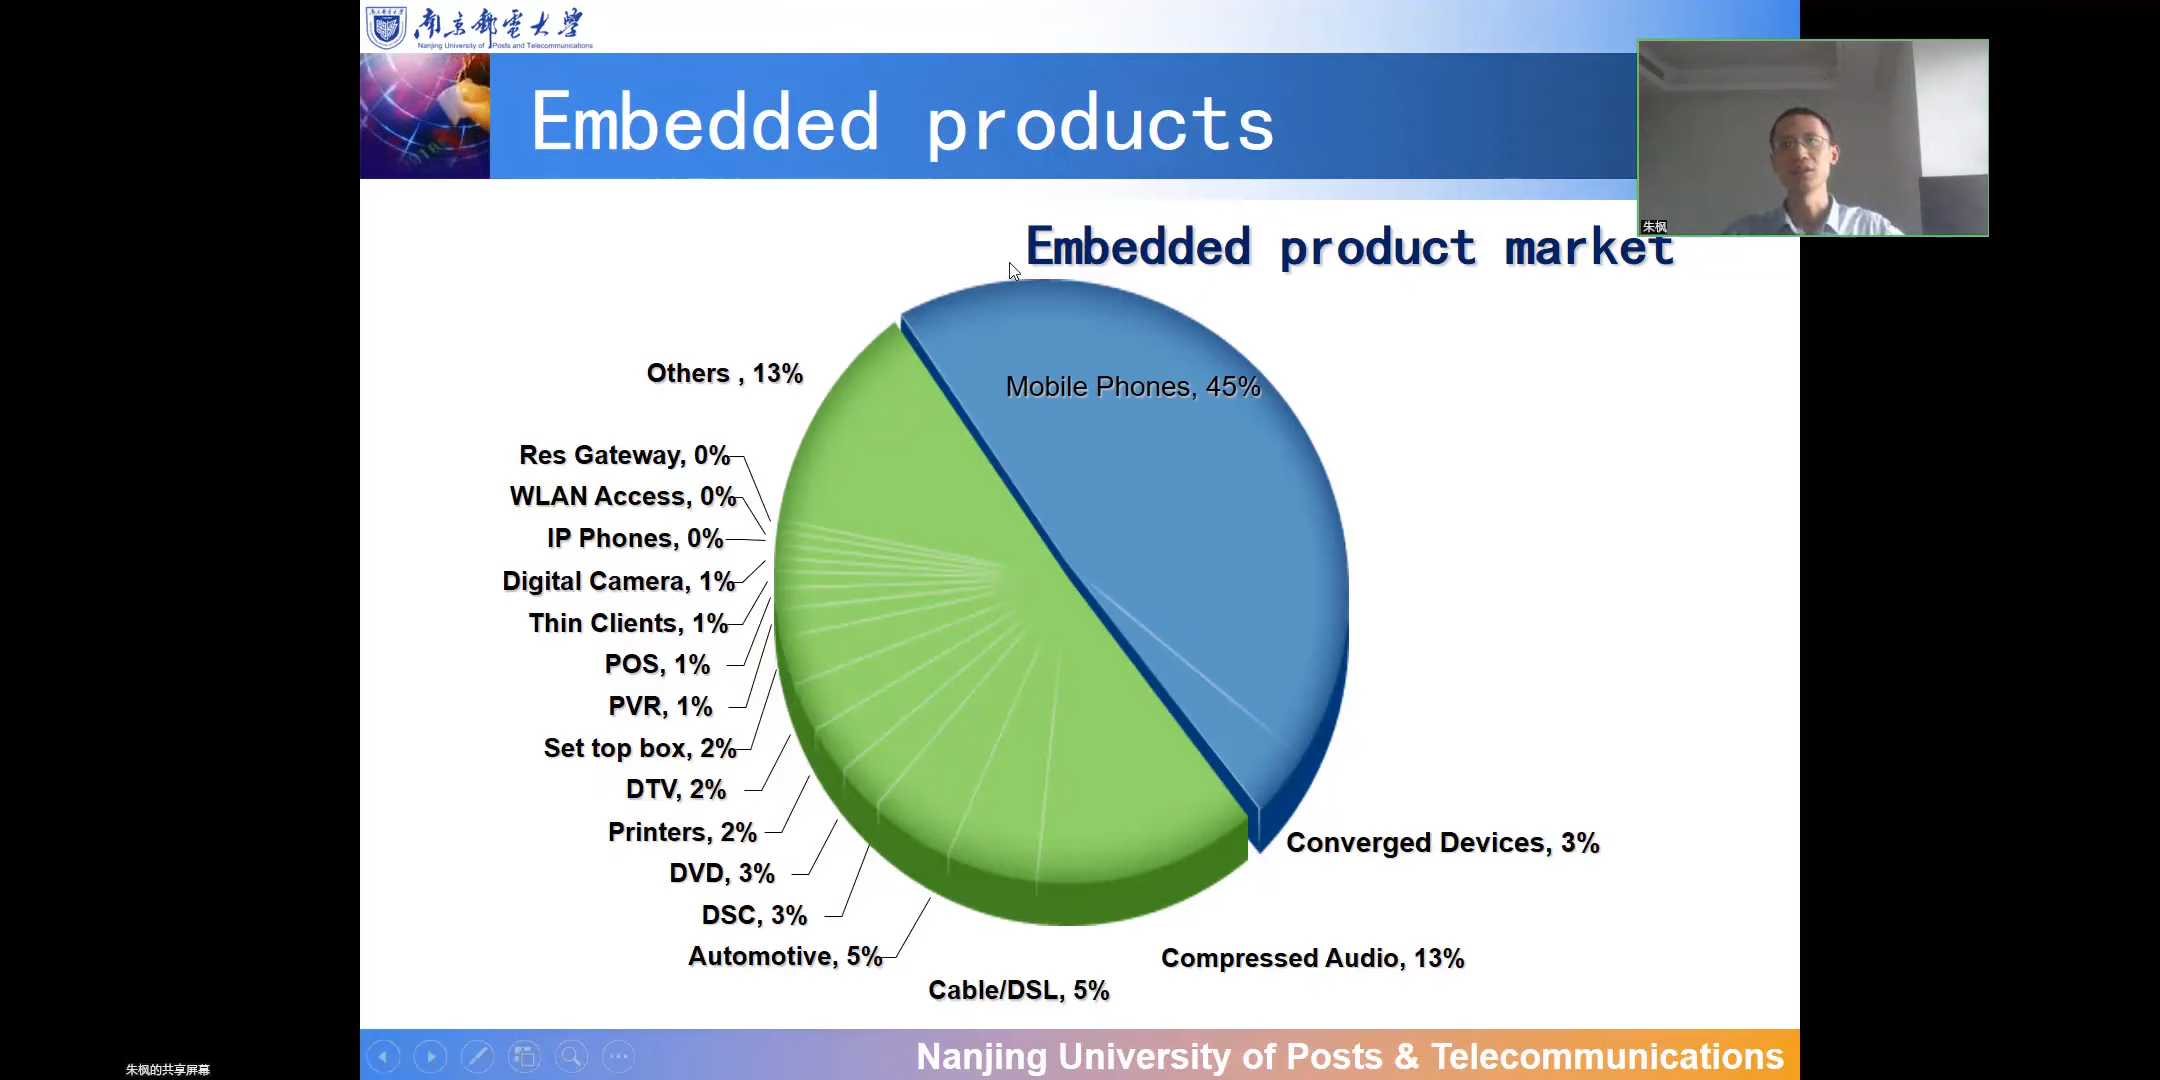 南京郵電大學
Nanjing University of Posts and Telecommunications
Embedded products
朱枫
Embedded product market
Mobile Phones, 45%
Others , 13%
Res Gateway, 0%
WLAN Access, 0%
IP Phones, 0%
Digital Camera, 1%
Thin Clients, 1%
POS, 1%
PVR, 1%
Set top box, 2%
DTV, 2%
Printers, 2%
DVD, 3%
DSC, 3%
Automotive, 5%
Cable/DSL, 5%
Compressed Audio, 13%
Converged Devices, 3%
Nanjing University of Posts & Telecommunications
朱枫的共享屏幕